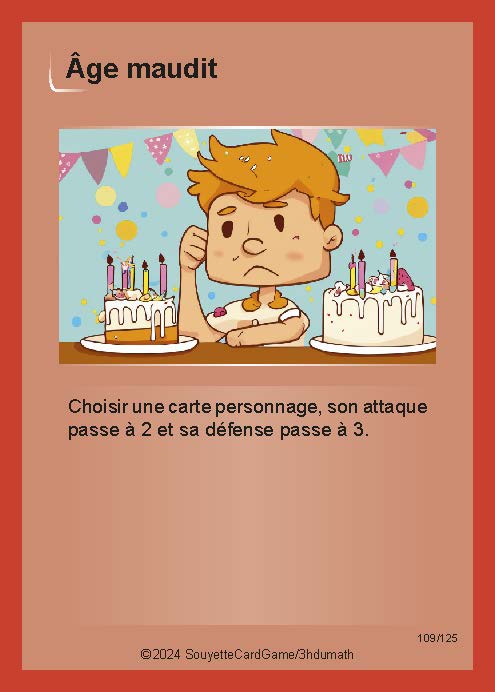 Âge maudit
Choisir une carte personnage, son attaque
passe à 2 et sa défense passe à 3.
109/125
©2024 SouyetteCardGame/3hdumath